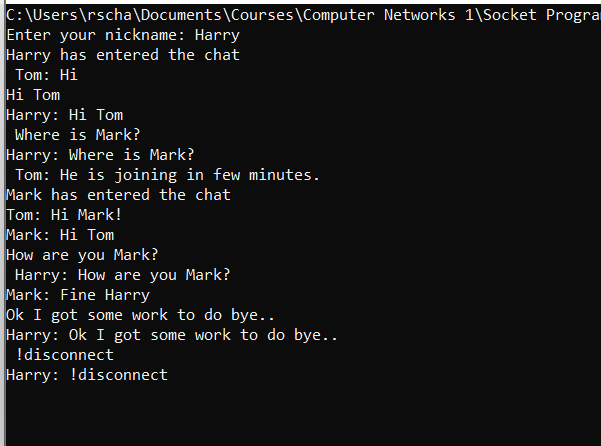 C:\Users\rscha\Documents\Courses\Computer Networks 1\Socket Progra
Enter your nickname: Harry
Harry has entered the chat
 Tom: Hi
Hi Tom
Harry: Hi Tom
 Where is Mark?
Harry: Where is Mark?
 Tom: He is joining in few minutes.
Mark has entered the chat
Tom: Hi Mark!
Mark: Hi Tom
How are you Mark?
 Harry: How are you Mark?
Mark: Fine Harry
Ok I got some work to do bye..
Harry: Ok I got some work to do bye..
 !disconnect
Harry: !disconnect